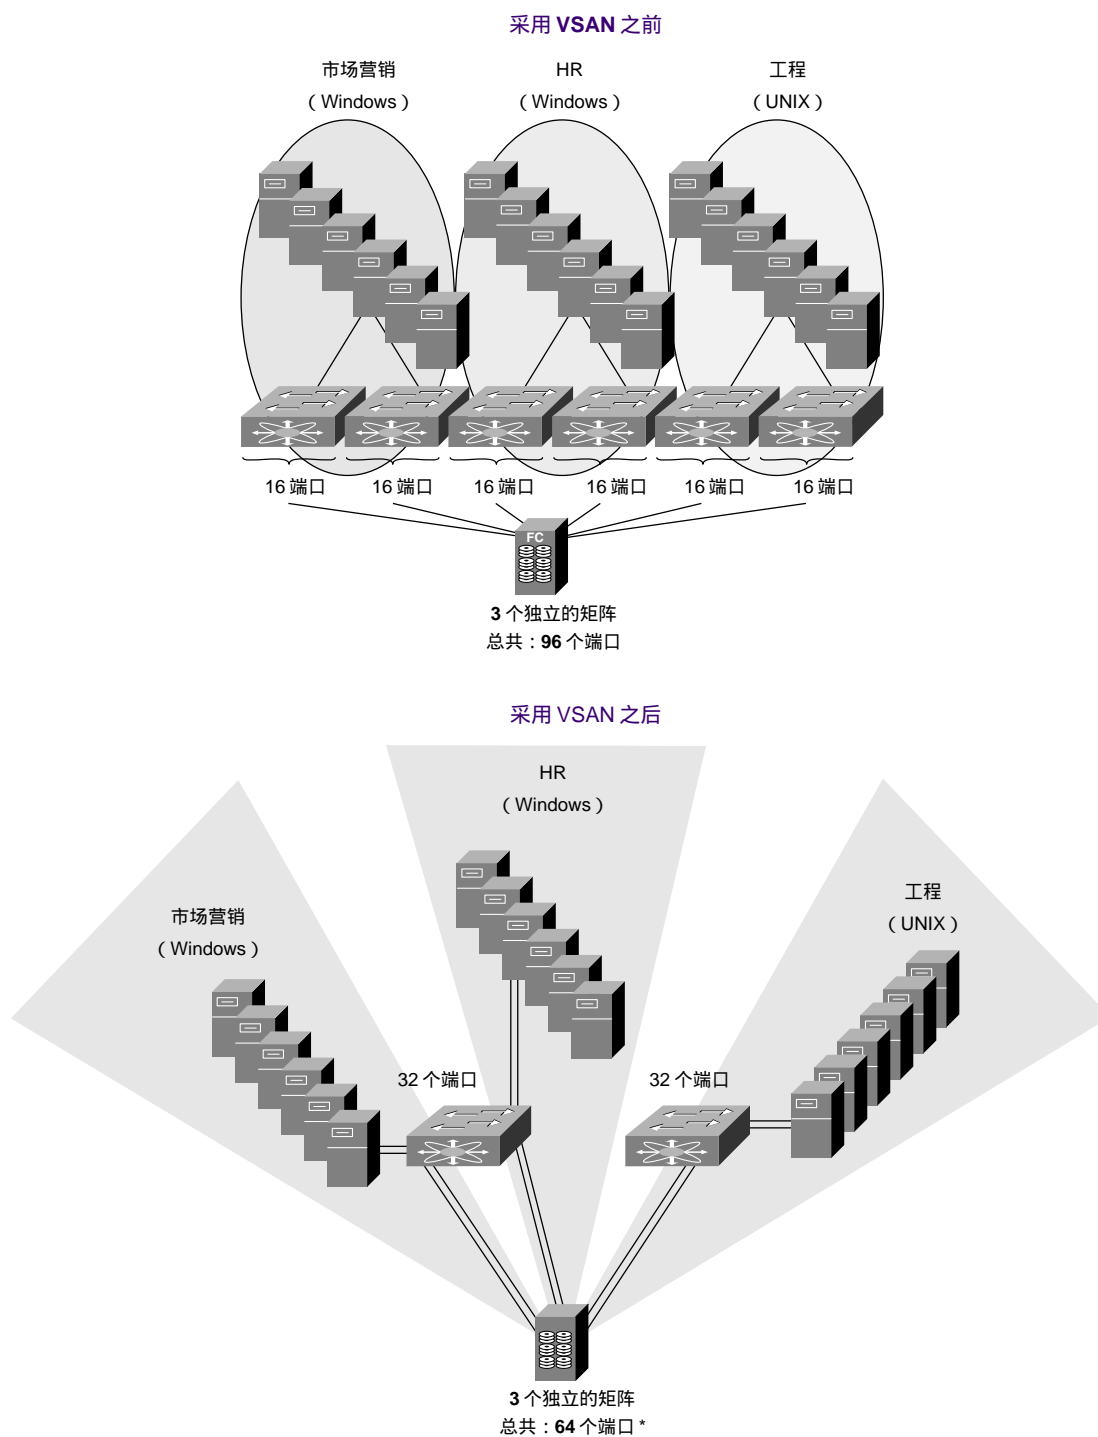 采用 VSAN 之前
市场营销
（Windows）
HR
（Windows）
工程
（UNIX）
16 端口
16 端口
16 端口
16 端口
16 端口
16 端口
FC
3 个独立的矩阵
总共：96 个端口
采用 VSAN 之后
HR
（Windows）
工程
（UNIX）
市场营销
（Windows）
32 个端口
32 个端口
3 个独立的矩阵
总共：64 个端口 *